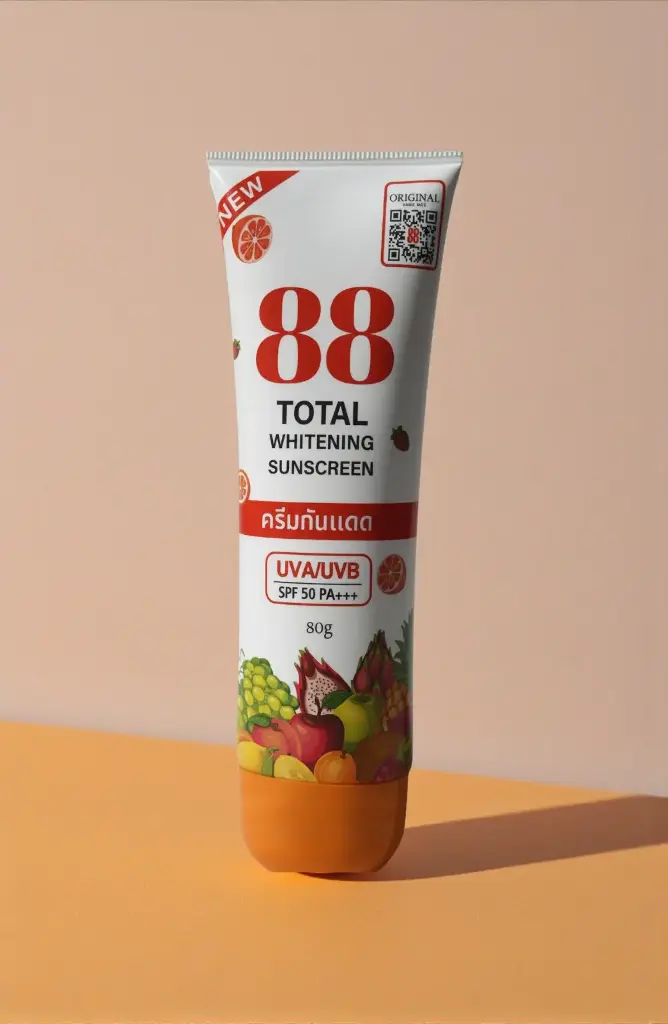 NEW
ORIGINAL
88
88
TOTAL
WHITENING
SUNSCREEN
ครีมกันแดด
UVA/UVB
SPF 50 PA+++
80g